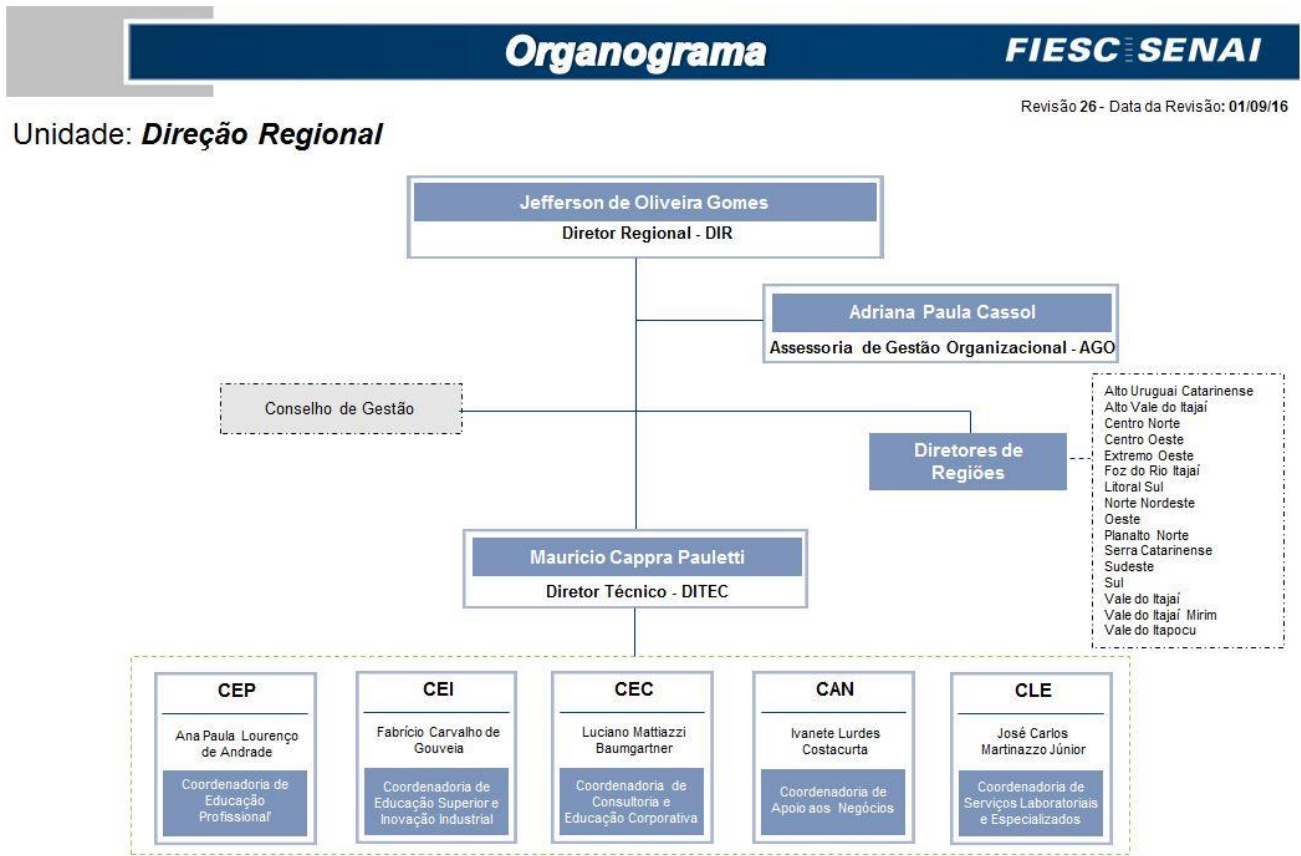 Organograma
FIESC SENAI
Revisão 26 - Data da Revisão: 01/09/16
Unidade: Direção Regional
Jefferson de Oliveira Gomes
Diretor Regional - DIR
Adriana Paula Cassol
Assessoria de Gestão Organizacional - AGO
Conselho de Gestão
Diretores de
Regiões
Alto Uruguai Catarinense
Alto Vale do Itajaí
Centro Norte
Centro Oeste
Extremo Oeste
Foz do Rio Itajaí
Litoral Sul
Norte Nordeste
Oeste
Planalto Norte
Serra Catarinense
Sudeste
Sul
Vale do Itajaí
Vale do Itajaí Mirim
Vale do Itapocu
Mauricio Cappra Pauletti
Diretor Técnico - DITEC
CEP
Ana Paula Lourenço
de Andrade
Coordenadoria de
Educação
Profissional'
CEI
Fabrício Carvalho de
Gouveia
Coordenadoria de
Educação Superior e
Inovação Industrial
CEC
Luciano Mattiazzi
Baumgartner
Coordenadoria de
Consultoria e
Educação Corporativa
CAN
Ivanete Lurdes
Costacurta
Coordenadoria de
Apoio aos Negócios
CLE
José Carlos
Martinazzo Júnior
Coordenadoria de
Serviços Laboratoriais
e Especializados